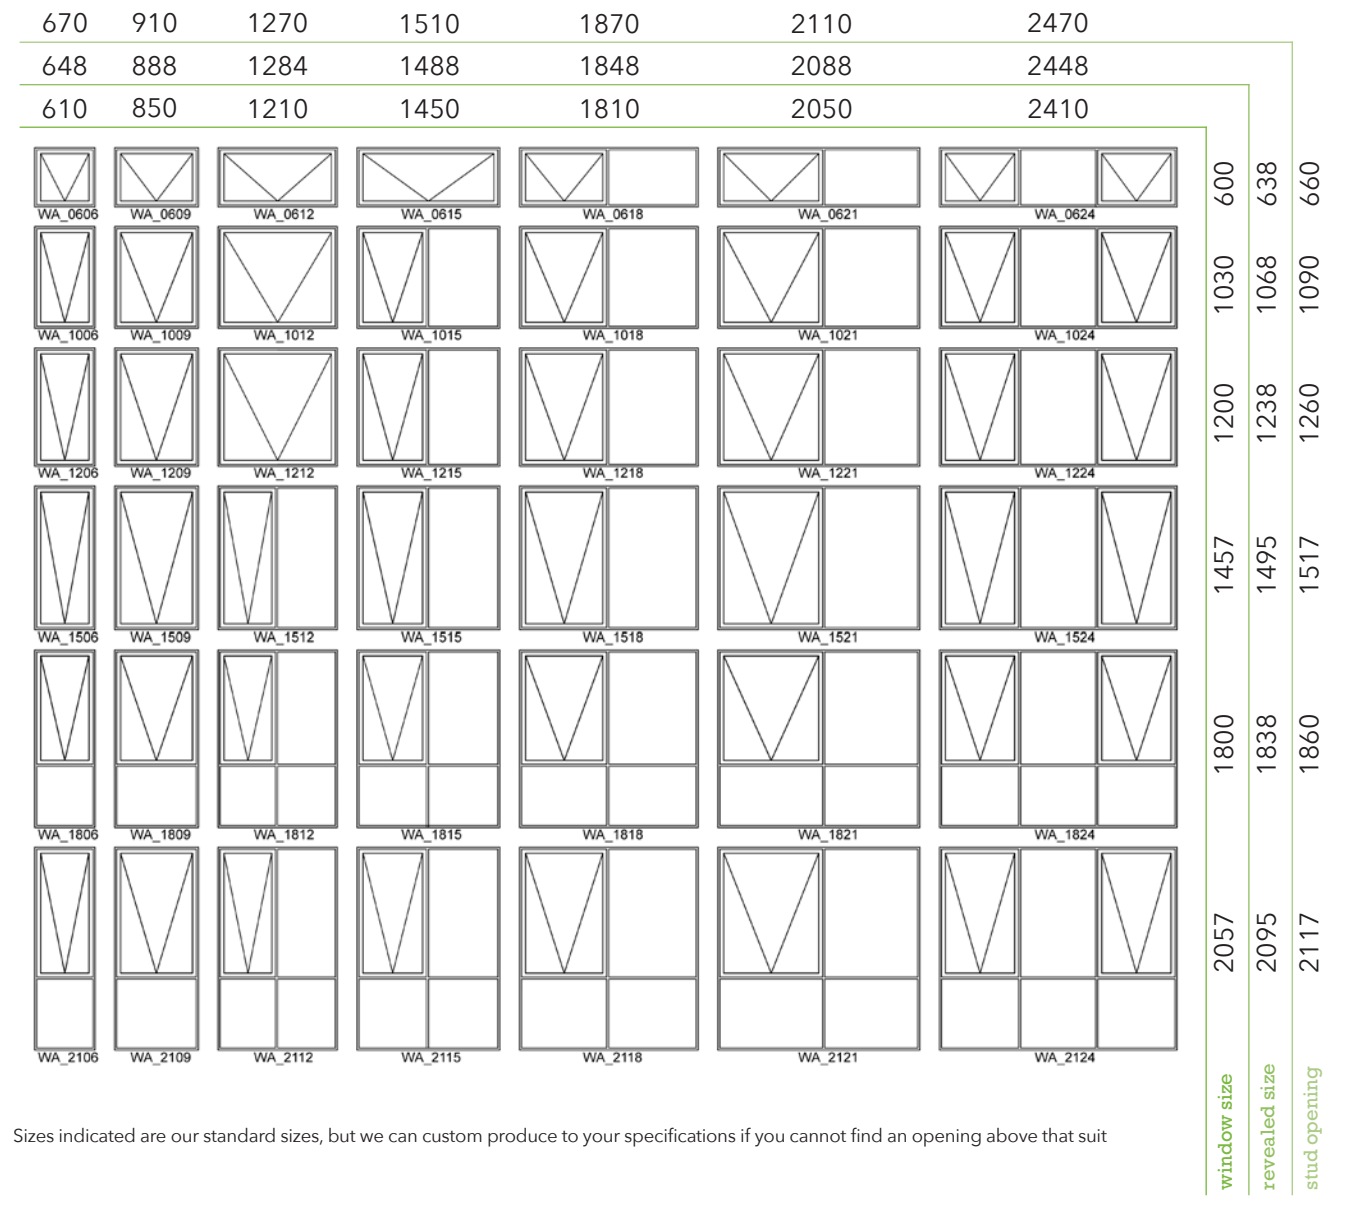 670 910 1270 1510 1870 2110 2470
648 888 1284 1488 1848 2088 2448
610 850 1210 1450 1810 2050 2410
600 638 660
WA_0606 WA_0609 WA_0612 WA_0615 WA_0618 WA_0621 WA_0624
1030 1068 1090
WA_1006 WA_1009 WA_1012 WA_1015 WA_1018 WA_1021 WA_1024
1200 1238 1260
WA_1206 WA_1209 WA_1212 WA_1215 WA_1218 WA_1221 WA_1224
1457 1495 1517
WA_1506 WA_1509 WA_1512 WA_1515 WA_1518 WA_1521 WA_1524
1800 1838 1860
WA_1806 WA_1809 WA_1812 WA_1815 WA_1818 WA_1821 WA_1824
2057 2095 2117
WA_2106 WA_2109 WA_2112 WA_2115 WA_2118 WA_2121 WA_2124
window size
revealed size
stud opening
Sizes indicated are our standard sizes, but we can custom produce to your specifications if you cannot find an opening above that suit